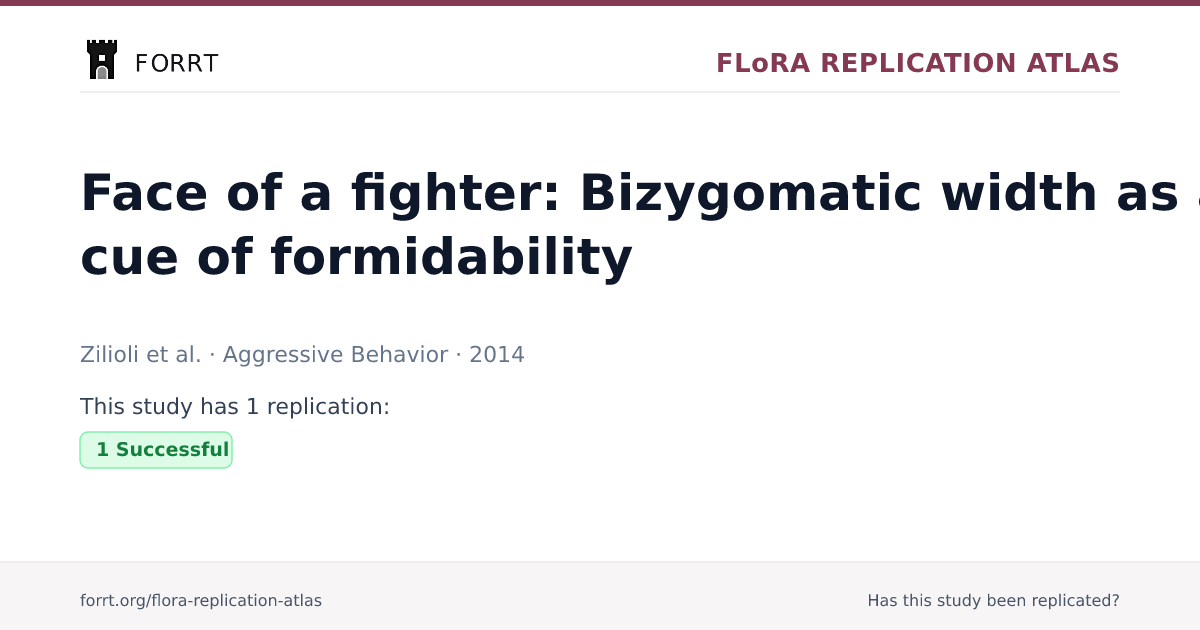 FORRT
FLoRA REPLICATION ATLAS
Face of a fighter: Bizygomatic width as
cue of formidability
Zilioli et al. · Aggressive Behavior · 2014
This study has 1 replication:
1 Successful
forrt.org/flora-replication-atlas
Has this study been replicated?